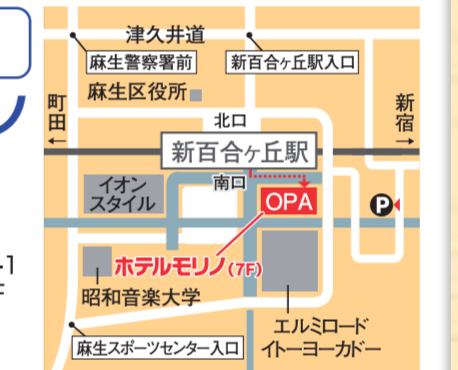 津久井道
麻生警察署前
新百合ヶ丘駅入口
麻生区役所
町田
←
新宿
→
北口
新百合ヶ丘駅
南口
イオン
スタイル
OPA
P
ホテルモリノ(7F)
昭和音楽大学
エルミロード
イトーヨーカドー
麻生スポーツセンター入口
-1